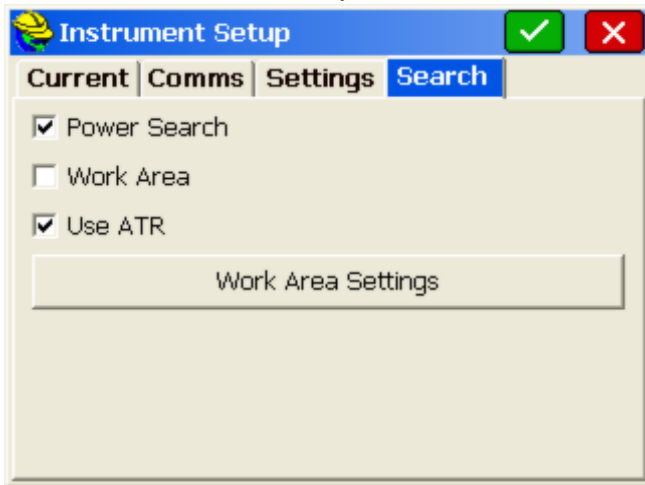 Instrument Setup
Current Comms Settings Search
Power Search
Work Area
Use ATR
Work Area Settings